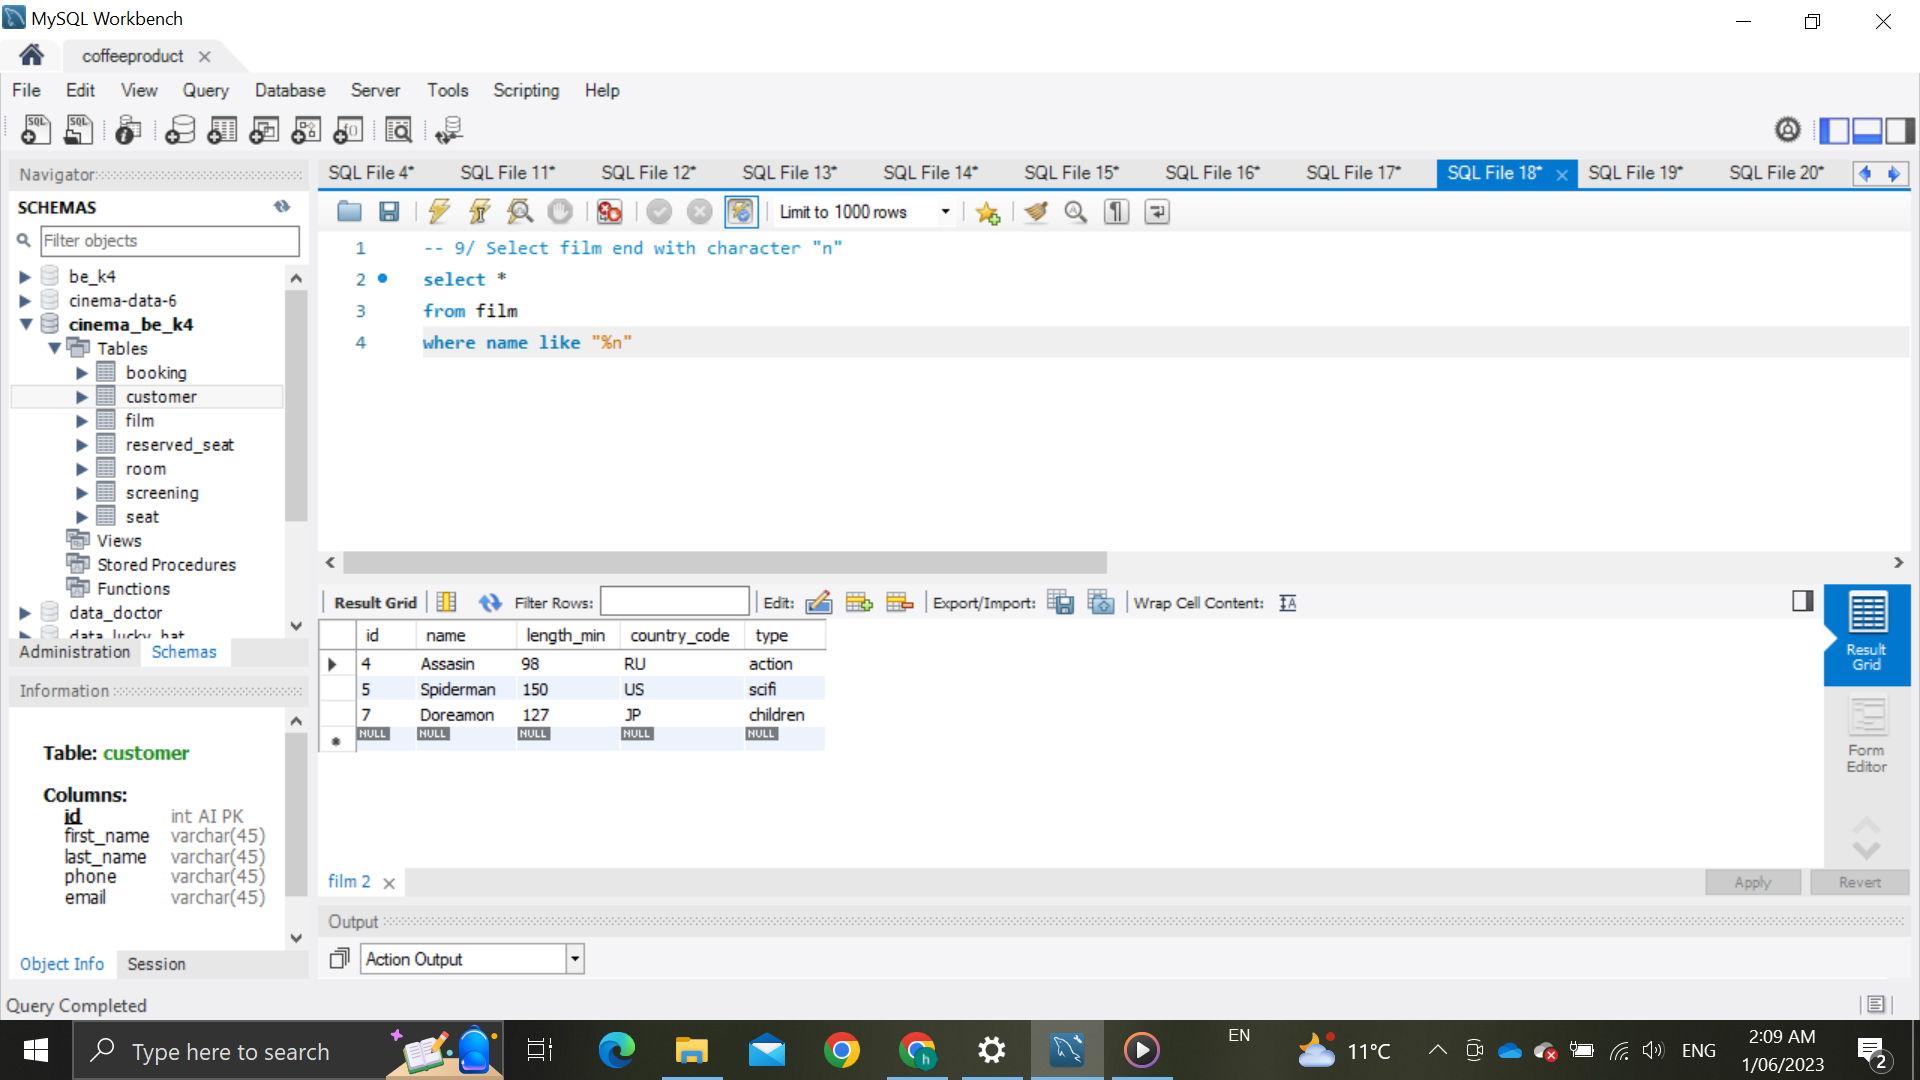 MySQL Workbench
coffeeproduct
File Edit View Query Database Server Tools Scripting Help
Navigator
SCHEMAS
Filter objects
be_k4
cinema-data-6
cinema_be_k4
Tables
booking
customer
film
reserved_seat
room
screening
seat
Views
Stored Procedures
Functions
data_doctor
data_lucky_hat
Administration Schemas
Information
Table: customer
Columns:
id int AI PK
first_name varchar(45)
last_name varchar(45)
phone varchar(45)
email varchar(45)
Object Info Session
SQL File 4* SQL File 11* SQL File 12* SQL File 13* SQL File 14* SQL File 15* SQL File 16* SQL File 17* SQL File 18* SQL File 19* SQL File 20*
Limit to 1000 rows
1 -- 9/ Select film end with character "n"
2 select *
3 from film
4 where name like "%n"
Result Grid Filter Rows: Edit: Export/Import: Wrap Cell Content:
id name length_min country_code type
4 Assasin 98 RU action
5 Spiderman 150 US scifi
7 Doreamon 127 JP children
NULL NULL NULL NULL NULL
Result
Grid
Form
Editor
film 2
Apply Revert
Output
Action Output
Query Completed
Type here to search
EN
11°C
ENG
2:09 AM
1/06/2023
2